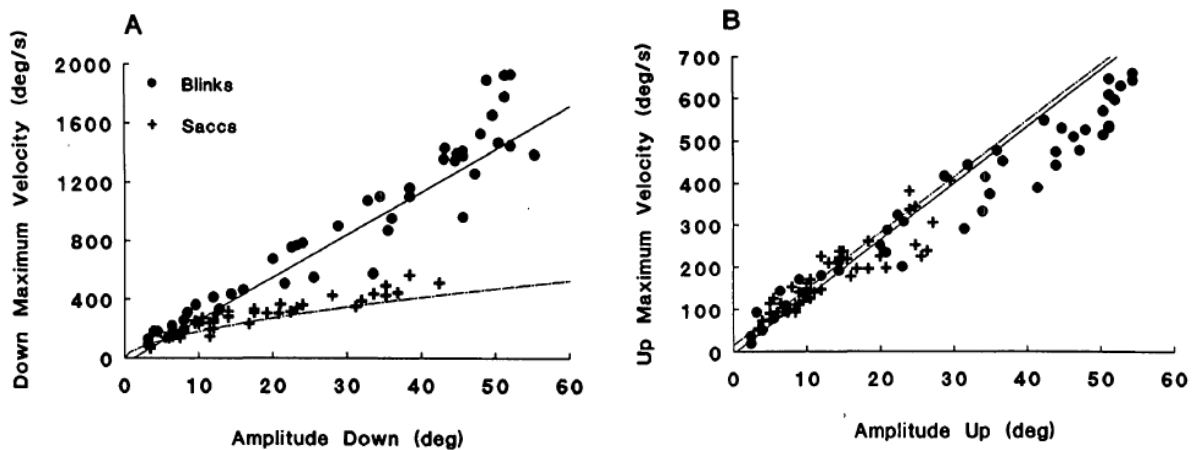 A
Down Maximum Velocity (deg/s)
2000
1600
1200
800
400
0
Blinks
Saccs
0 10 20 30 40 50 60
Amplitude Down (deg)
B
Up Maximum Velocity (deg/s)
700
600
500
400
300
200
100
0
0 10 20 30 40 50 60
Amplitude Up (deg)